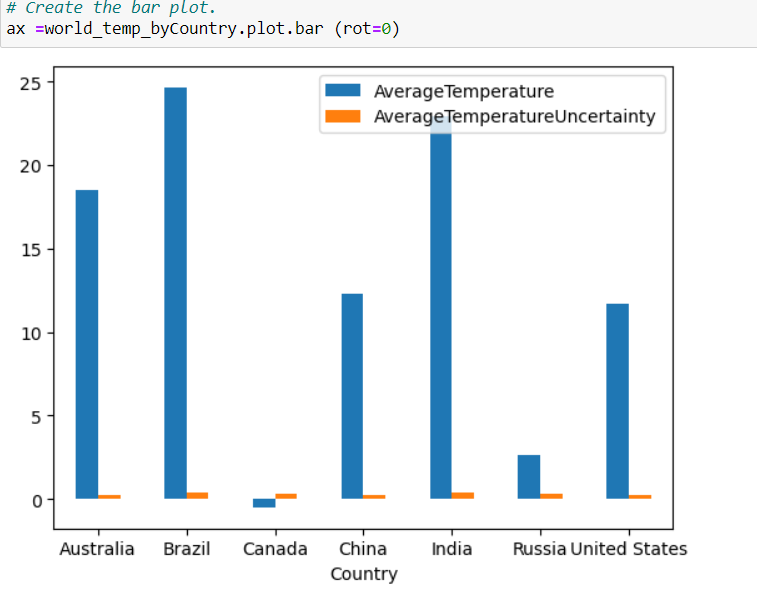 # Create the bar plot.
ax =world_temp_byCountry.plot.bar (rot=0)
AverageTemperature
AverageTemperatureUncertainty
25
20
15
10
5
0
Australia Brazil Canada China India Russia United States
Country